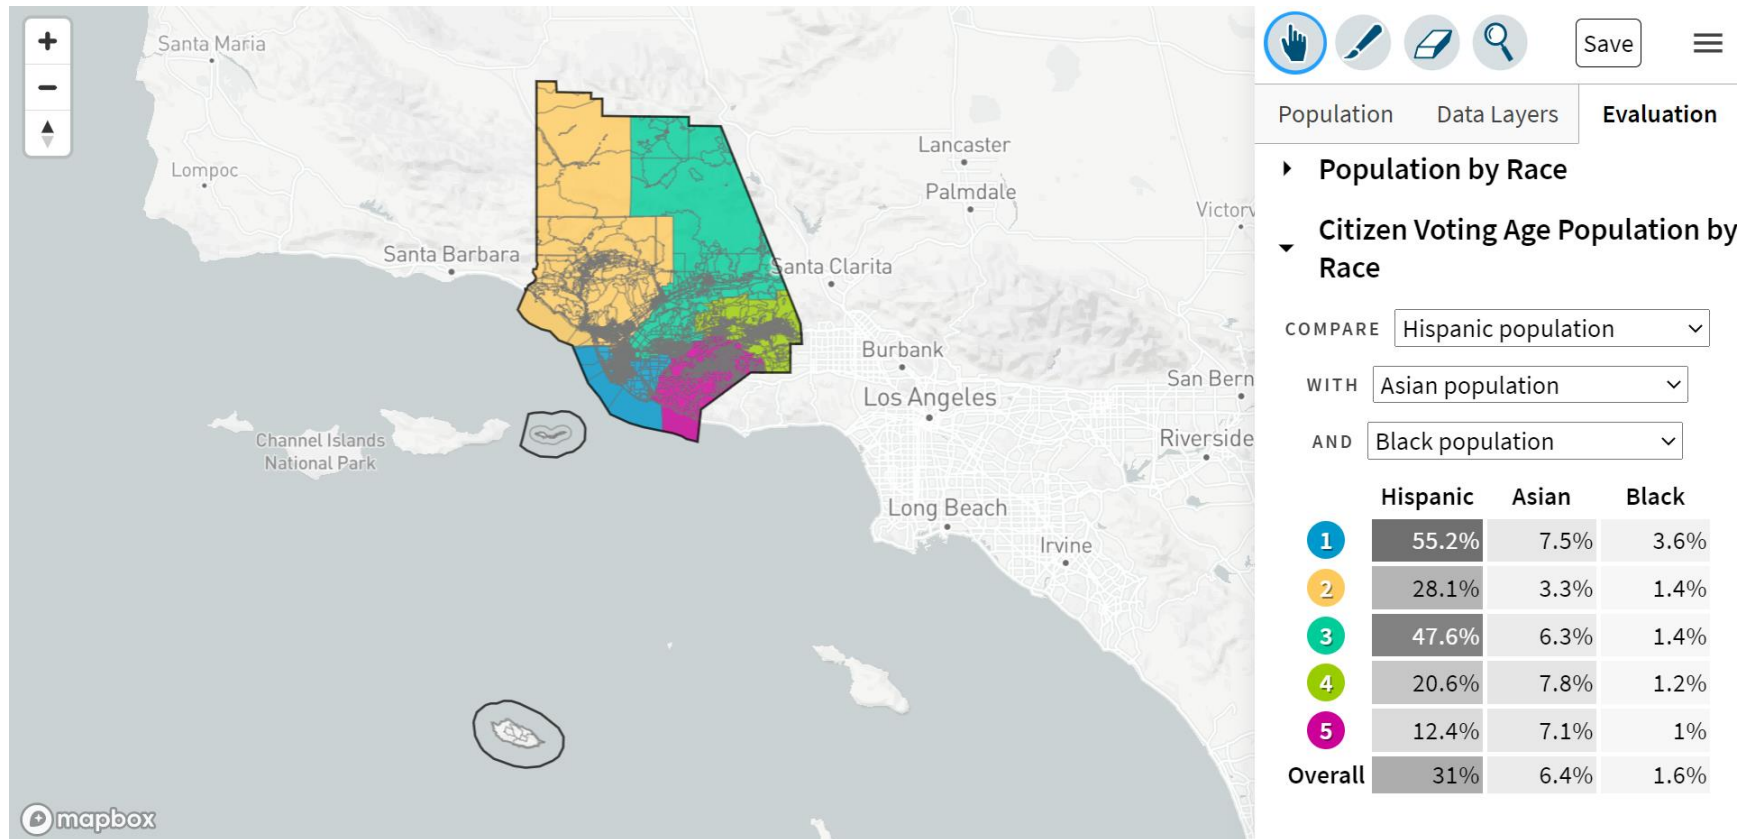 Santa Maria
Lompoc
Santa Barbara
Lancaster
Palmdale
Victorv
Santa Clarita
Burbank
Los Angeles
San Bern
Riverside
Channel Islands
National Park
Long Beach
Irvine
mapbox
Save
Population Data Layers Evaluation
Population by Race
Citizen Voting Age Population by
Race
COMPARE Hispanic population
WITH Asian population
AND Black population
Hispanic Asian Black
1 55.2% 7.5% 3.6%
2 28.1% 3.3% 1.4%
3 47.6% 6.3% 1.4%
4 20.6% 7.8% 1.2%
5 12.4% 7.1% 1%
Overall 31% 6.4% 1.6%